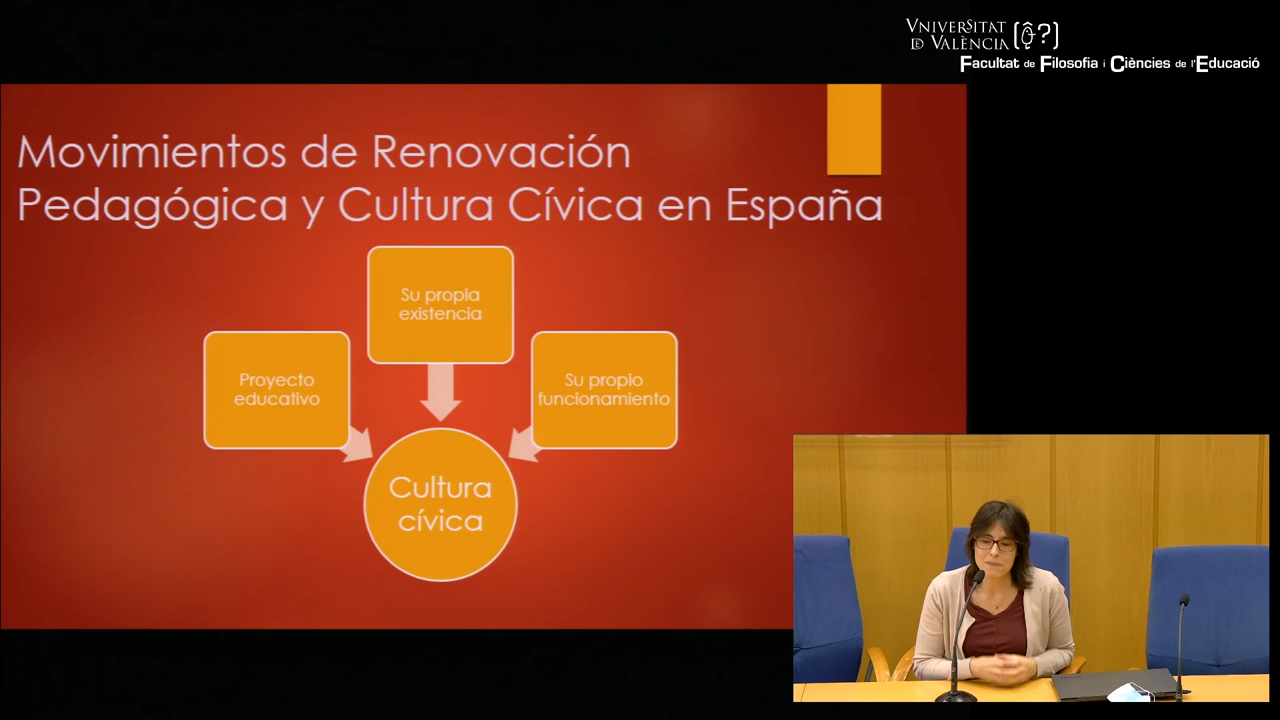 VNIVERSITAT
DE VALÈNCIA
Facultat de Filosofia i Ciències de l'Educació
Movimientos de Renovación
Pedagógica y Cultura Cívica en España
Su propia
existencia
Proyecto
educativo
Su propio
funcionamiento
Cultura
cívica